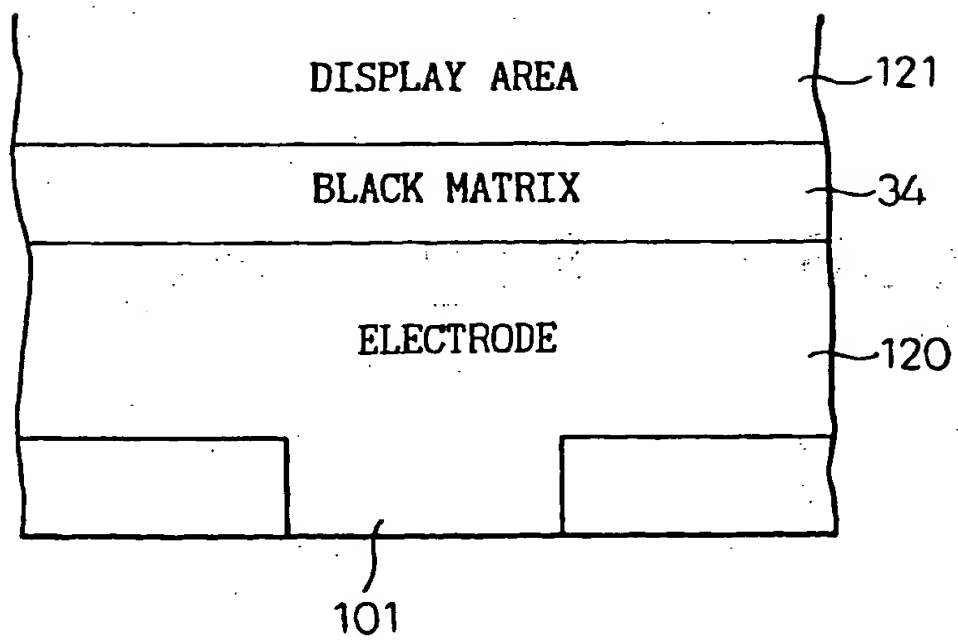 DISPLAY AREA
121
BLACK MATRIX
34
ELECTRODE
120
101